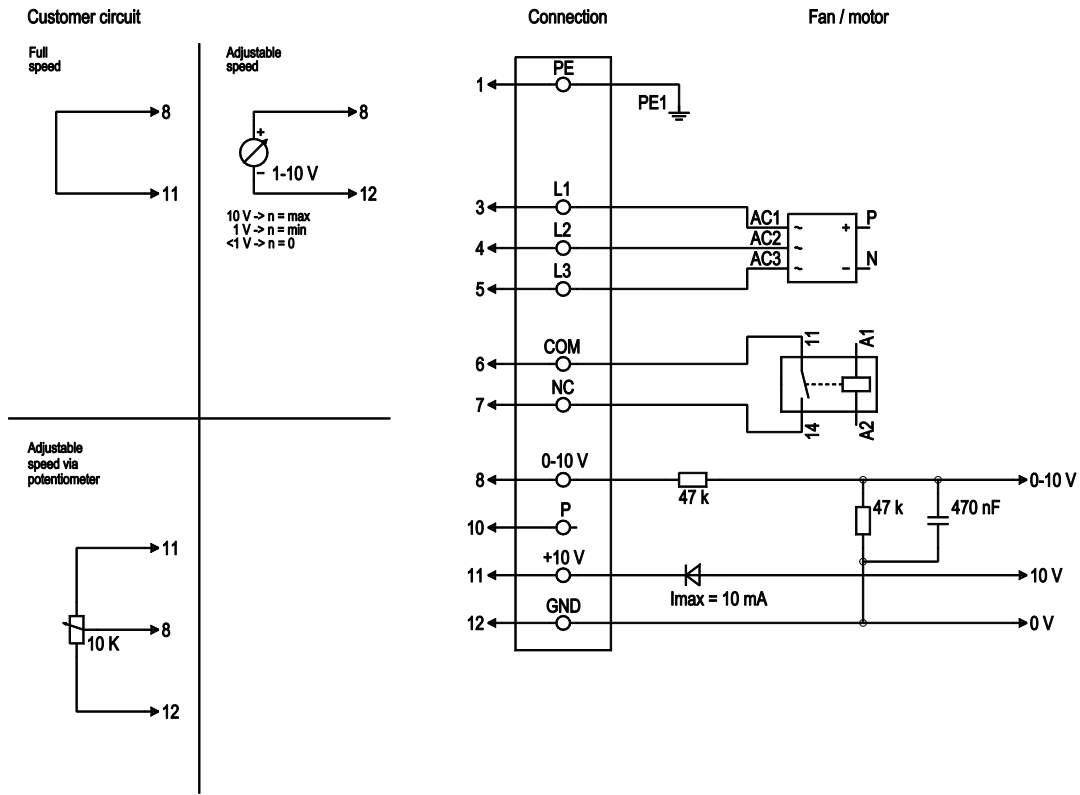 Customer circuit
Connection
Fan / motor
Full
speed
8
11
Adjustable
speed
8
+
– 1-10 V
12
10 V -> n = max
1 V -> n = min
<1 V -> n = 0
Adjustable
speed via
potentiometer
11
8
10 K
12
1
PE
PE1
3
L1
4
L2
5
L3
AC1
AC2
AC3
~
~
~
+
–
P
N
6
COM
7
NC
11
14
A1
A2
8
0-10 V
47 k
47 k
470 nF
0-10 V
10
P
11
+10 V
Imax = 10 mA
10 V
12
GND
0 V